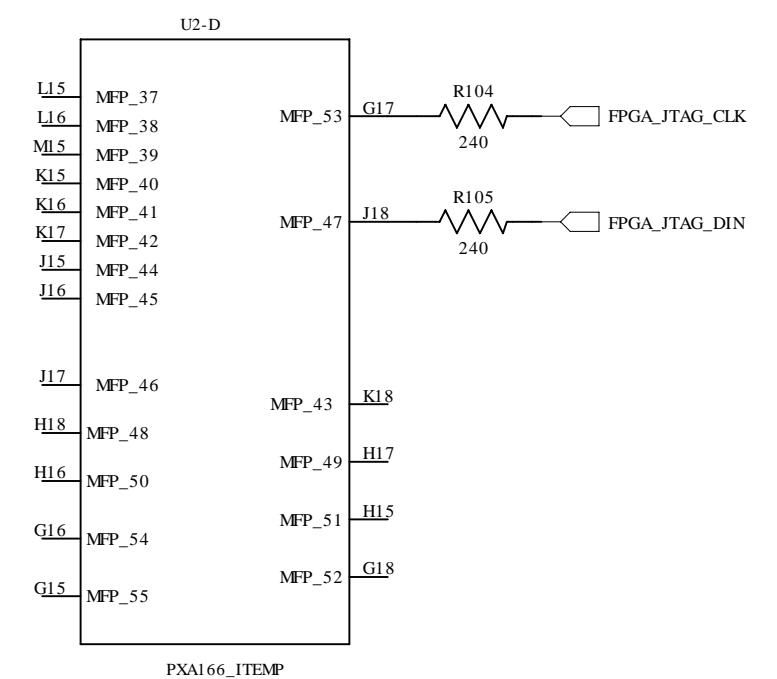 U2-D
L15 MFP_37
L16 MFP_38
M15 MFP_39
K15 MFP_40
K16 MFP_41
K17 MFP_42
J15 MFP_44
J16 MFP_45
J17 MFP_46
H18 MFP_48
H16 MFP_50
G16 MFP_54
G15 MFP_55
R104
MFP_53 G17 FPGA_JTAG_CLK
240
R105
MFP_47 J18 FPGA_JTAG_DIN
240
MFP_43 K18
MFP_49 H17
MFP_51 H15
MFP_52 G18
PXA166_ITEMP